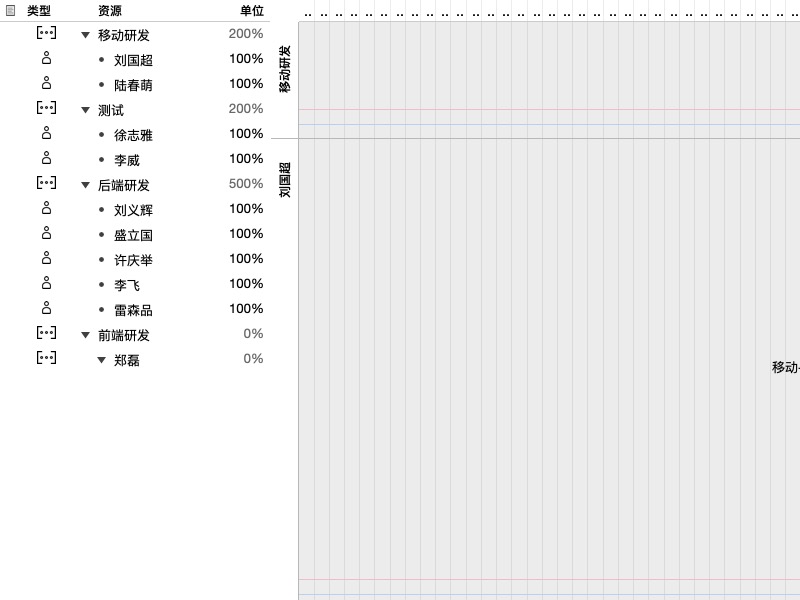 类型 资源 单位
移动研发 200%
刘国超 100%
陆春萌 100%
测试 200%
徐志雅 100%
李威 100%
后端研发 500%
刘义辉 100%
盛立国 100%
许庆举 100%
李飞 100%
雷森品 100%
前端研发 0%
郑磊 0%
移动研发
刘国超
移动